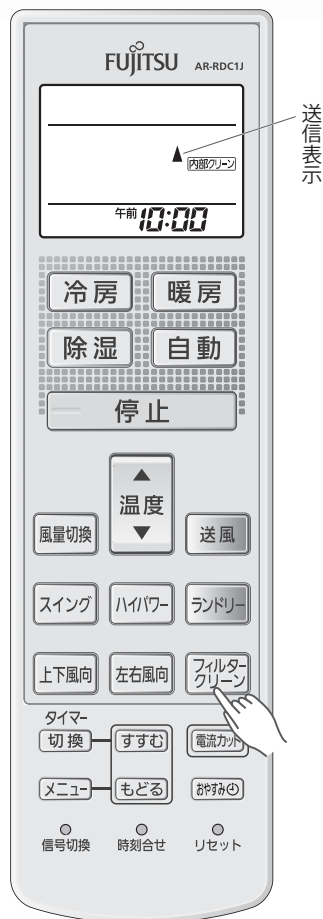 FUJITSU AR-RDC1J
送信表示
内部クリーン
午前 10:00
冷房 暖房
除湿 自動
停止
温度
風量切換 送風
スイング ハイパワー ランドリー
上下風向 左右風向 フィルター
クリーン
タイマー
切換 すすむ 電流カット
メニュー もどる おやすみ
信号切換 時刻合せ リセット